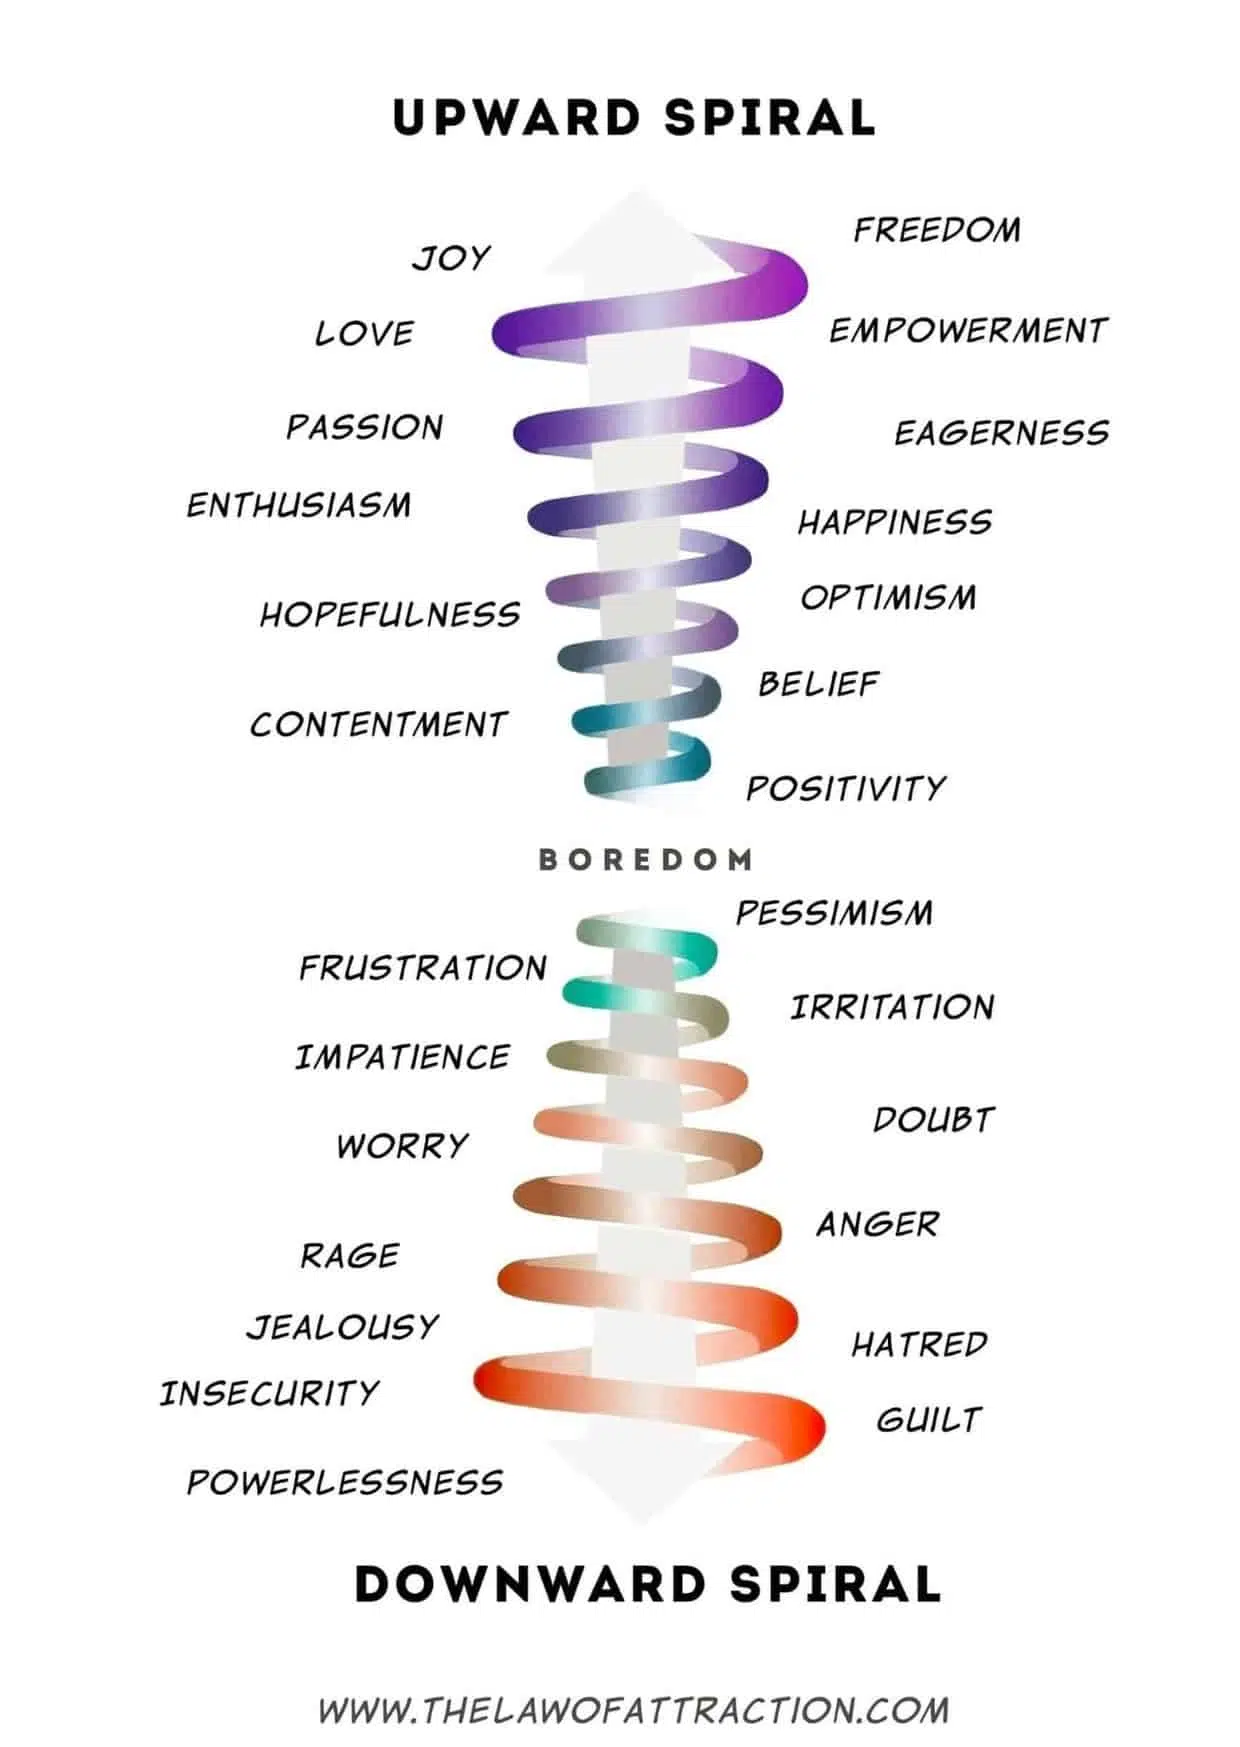 UPWARD SPIRAL
FREEDOM
JOY
LOVE
EMPOWERMENT
PASSION
EAGERNESS
ENTHUSIASM
HAPPINESS
OPTIMISM
HOPEFULNESS
BELIEF
CONTENTMENT
POSITIVITY
BOREDOM
PESSIMISM
FRUSTRATION
IRRITATION
IMPATIENCE
DOUBT
WORRY
ANGER
RAGE
JEALOUSY
HATRED
INSECURITY
GUILT
POWERLESSNESS
DOWNWARD SPIRAL
WWW.THELAWOFATTRACTION.COM